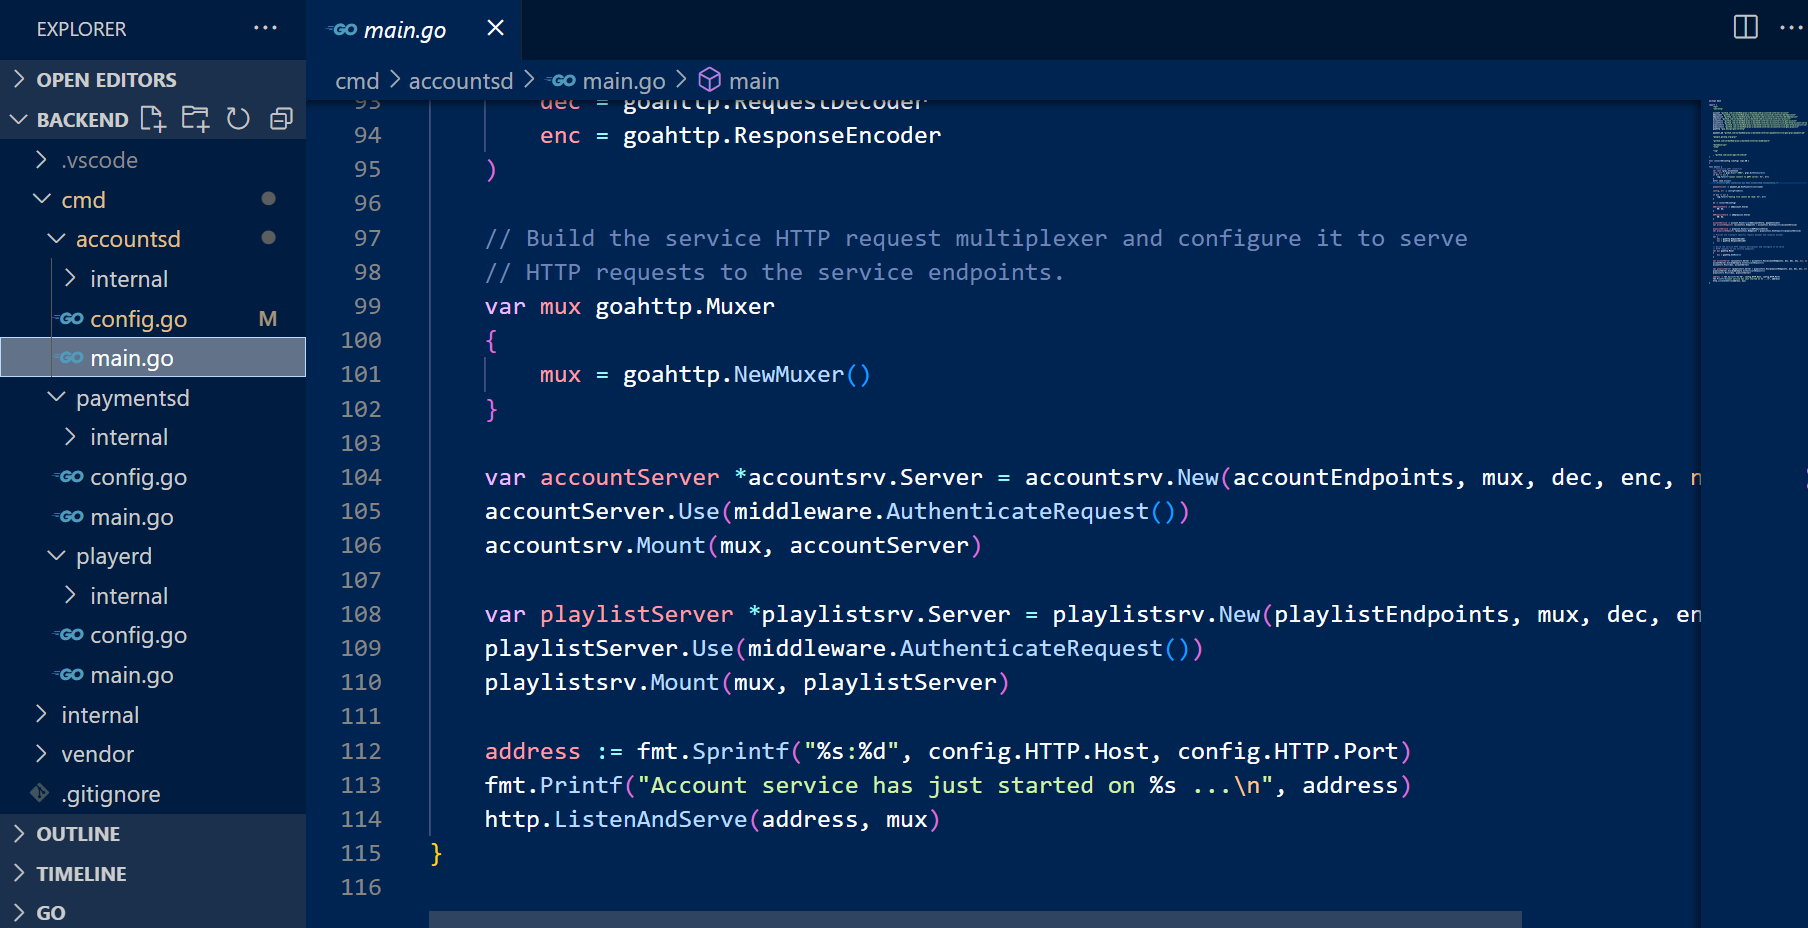 EXPLORER
OPEN EDITORS
BACKEND
.vscode
cmd
accountsd
internal
config.go M
main.go
paymentsd
internal
config.go
main.go
playerd
internal
config.go
main.go
internal
vendor
.gitignore
OUTLINE
TIMELINE
GO
GO main.go
cmd > accountsd > GO main.go > main
93 dec = goahttp.RequestDecoder
94 enc = goahttp.ResponseEncoder
95 )
96
97 // Build the service HTTP request multiplexer and configure it to serve
98 // HTTP requests to the service endpoints.
99 var mux goahttp.Muxer
100 {
101 mux = goahttp.NewMuxer()
102 }
103
104 var accountServer *accountsrv.Server = accountsrv.New(accountEndpoints, mux, dec, enc, n
105 accountServer.Use(middleware.AuthenticateRequest())
106 accountsrv.Mount(mux, accountServer)
107
108 var playlistServer *playlistsrv.Server = playlistsrv.New(playlistEndpoints, mux, dec, en
109 playlistServer.Use(middleware.AuthenticateRequest())
110 playlistsrv.Mount(mux, playlistServer)
111
112 address := fmt.Sprintf("%s:%d", config.HTTP.Host, config.HTTP.Port)
113 fmt.Printf("Account service has just started on %s ...\n", address)
114 http.ListenAndServe(address, mux)
115 }
116